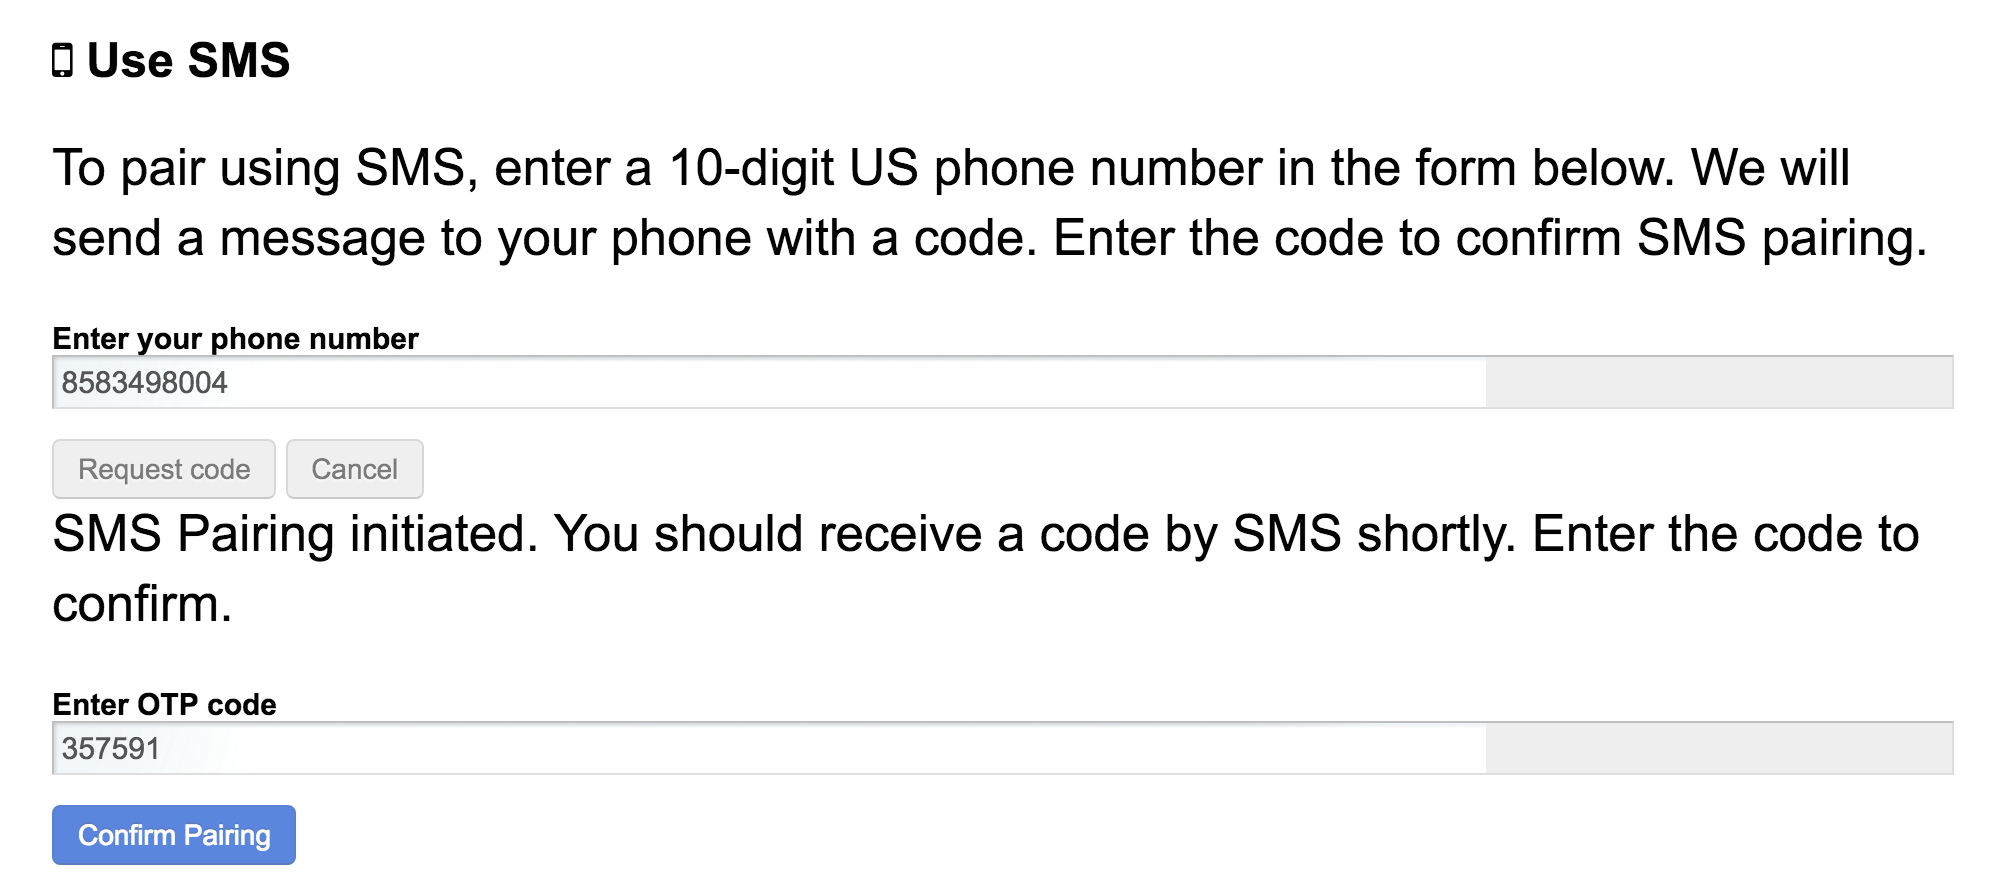 Use SMS
To pair using SMS, enter a 10-digit US phone number in the form below. We will
send a message to your phone with a code. Enter the code to confirm SMS pairing.
Enter your phone number
8583498004
Request code Cancel
SMS Pairing initiated. You should receive a code by SMS shortly. Enter the code to
confirm.
Enter OTP code
357591
Confirm Pairing